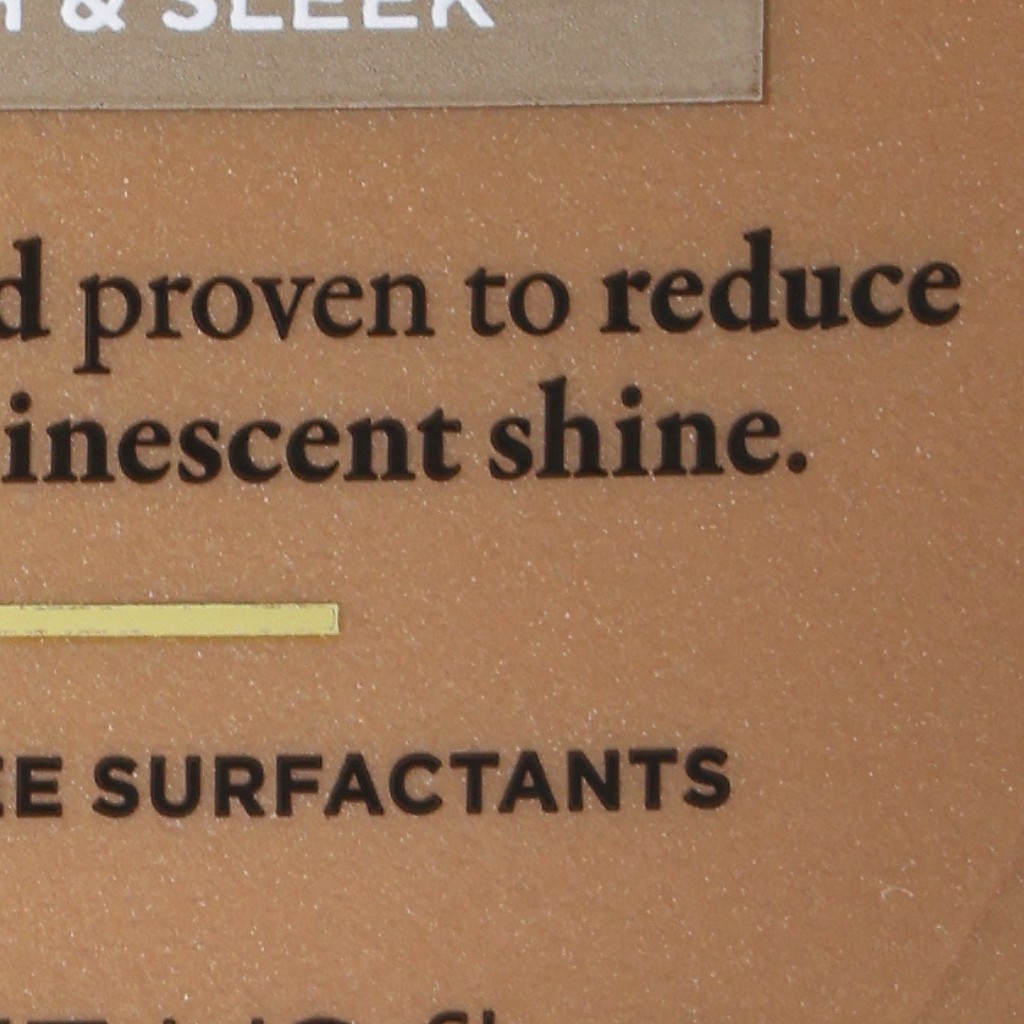 & SLEEK
proven to reduce
inescent shine.
SURFACTANTS